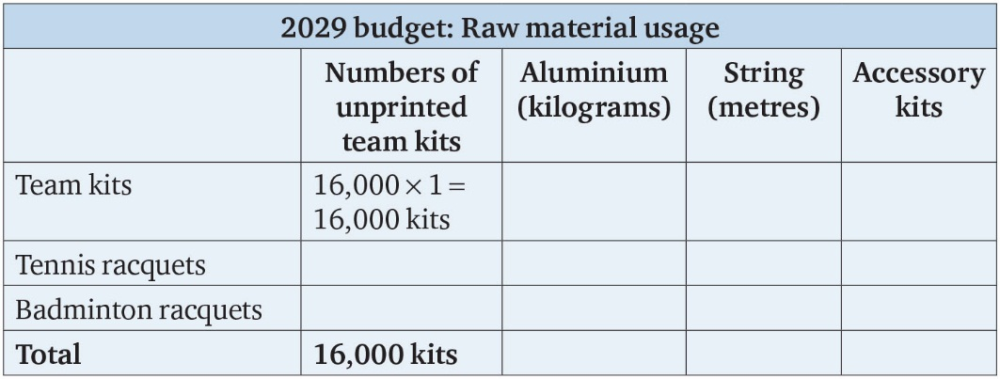 2029 budget: Raw material usage
Numbers of unprinted team kits
Aluminium (kilograms)
String (metres)
Accessory kits
Team kits
16,000 × 1 =
16,000 kits
Tennis racquets
Badminton racquets
Total
16,000 kits